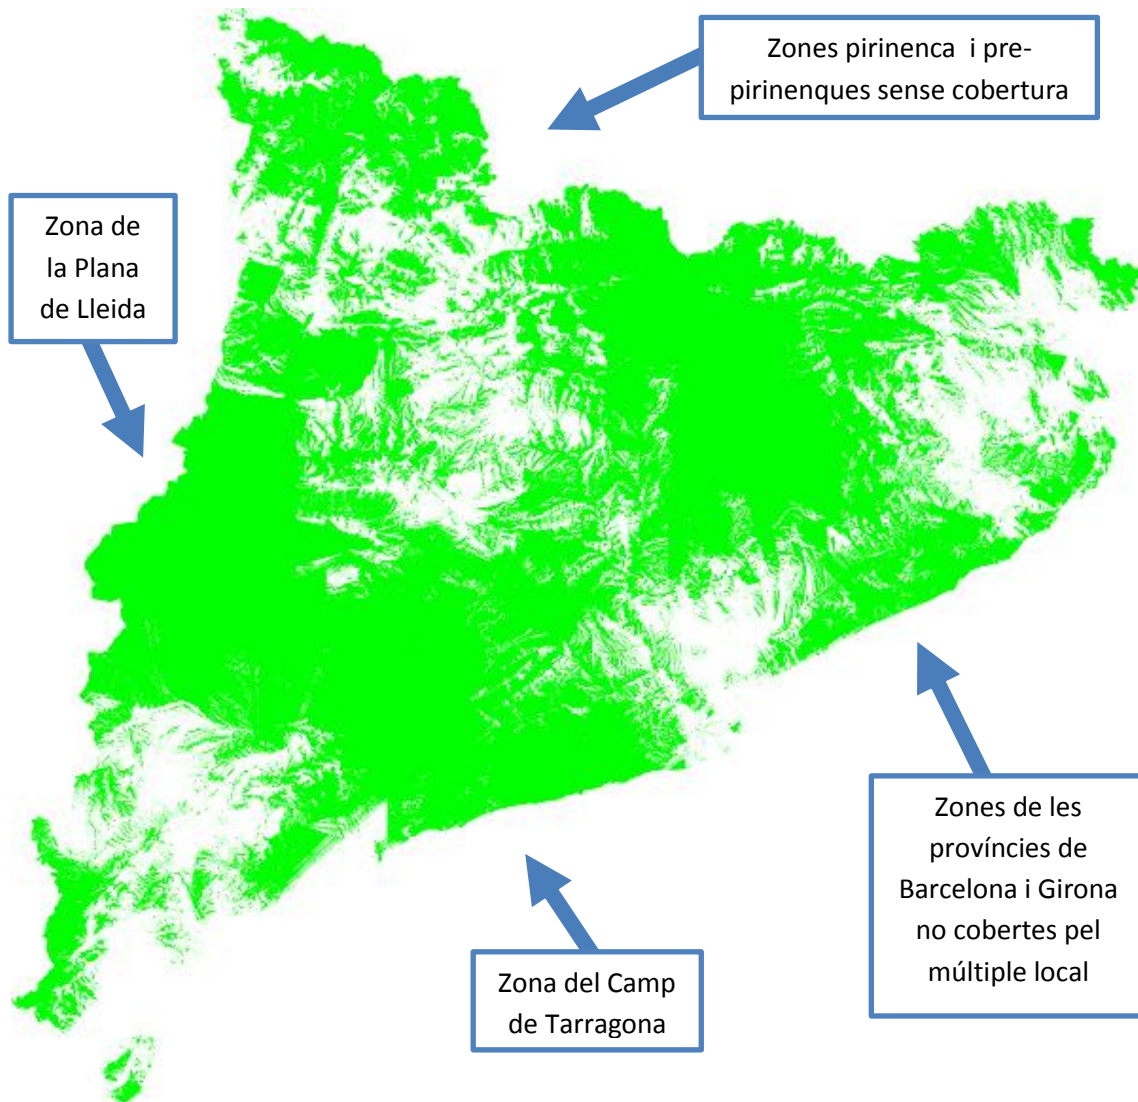 Zones pirinenca i pre-
pirinenques sense cobertura
Zona de
la Plana
de Lleida
Zones de les
províncies de
Barcelona i Girona
no cobertes pel
múltiple local
Zona del Camp
de Tarragona